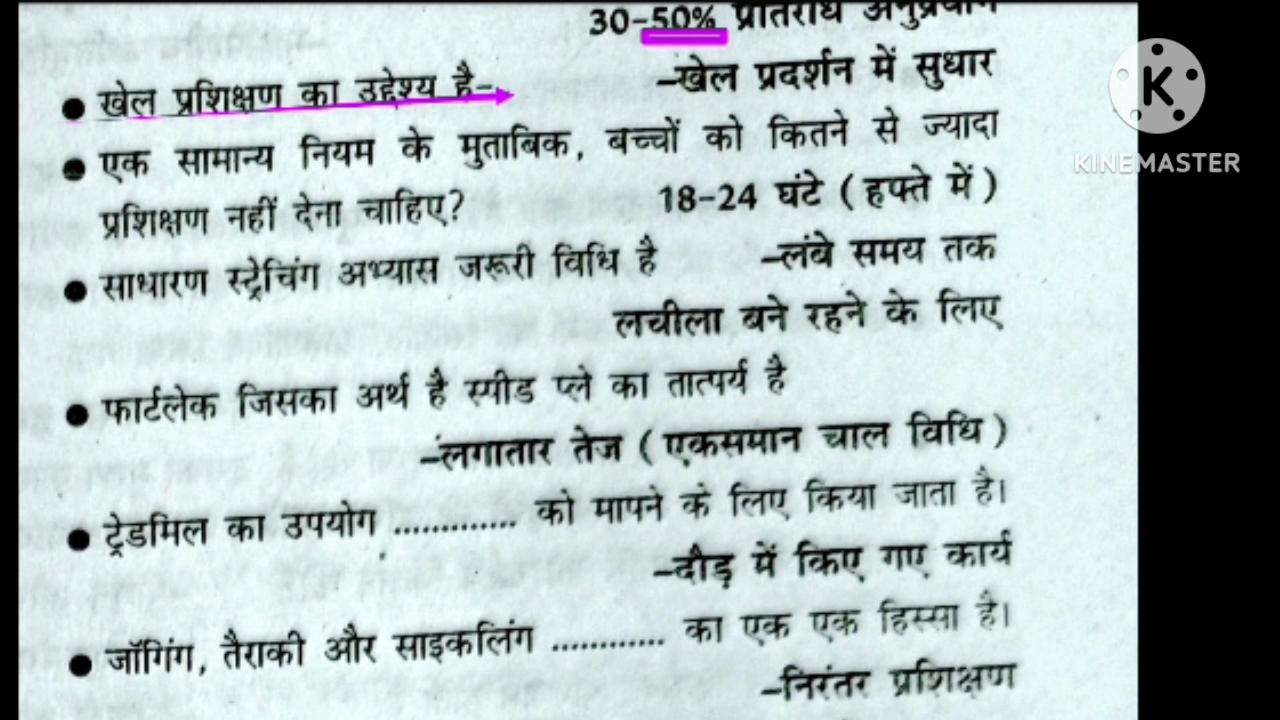 30-50% प्रतिरोध अनुप्रयोग
● खेल प्रशिक्षण का उद्देश्य है- -खेल प्रदर्शन में सुधार
● एक सामान्य नियम के मुताबिक, बच्चों को कितने से ज्यादा
प्रशिक्षण नहीं देना चाहिए? 18-24 घंटे ( हफ्ते में )
● साधारण स्ट्रेचिंग अभ्यास जरूरी विधि है -लंबे समय तक
लचीला बने रहने के लिए
● फार्टलेक जिसका अर्थ है स्पीड प्ले का तात्पर्य है
-लगातार तेज ( एकसमान चाल विधि )
● ट्रेडमिल का उपयोग ............. को मापने के लिए किया जाता है।
-दौड़ में किए गए कार्य
● जॉगिंग, तैराकी और साइकलिंग ............ का एक एक हिस्सा है।
-निरंतर प्रशिक्षण
K
KINEMASTER